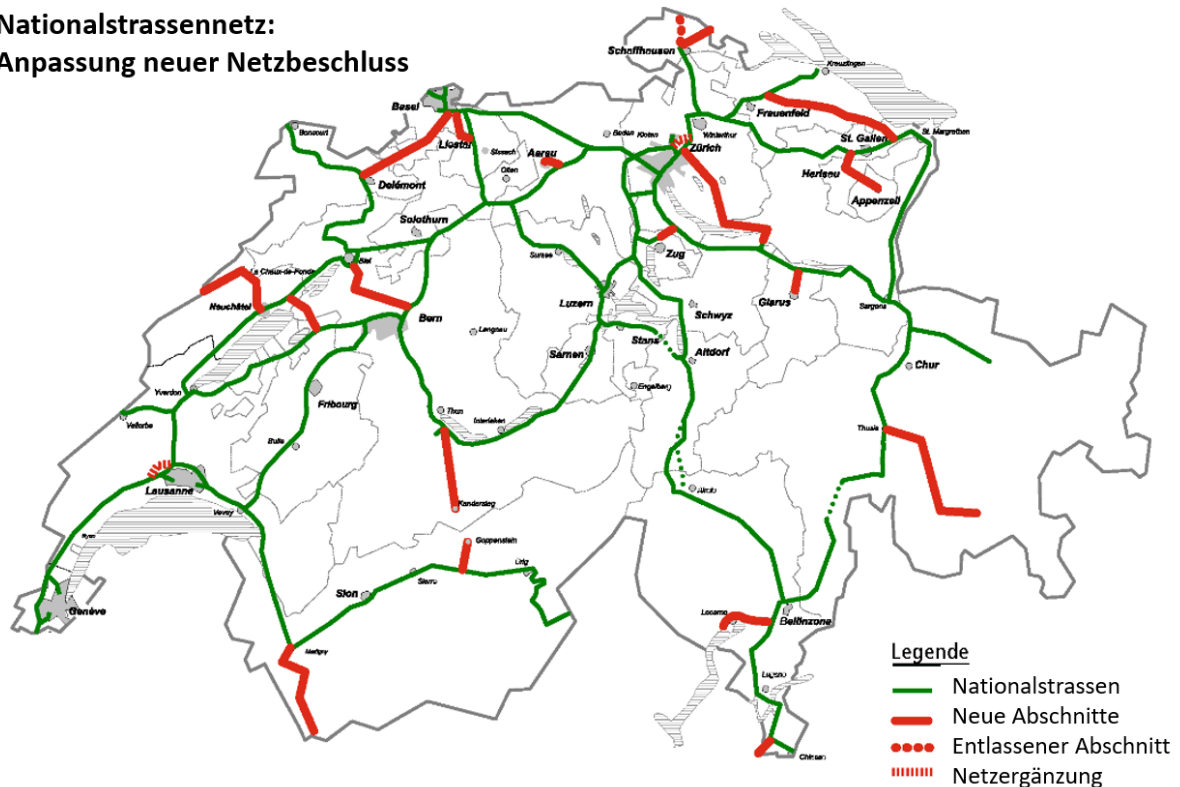 Nationalstrassennetz:
Anpassung neuer Netzbeschluss
Schaffhausen
Kreuzlingen
Basel
Frauenfeld
Boncourt
Baden
Kloten
Winterthur
St. Margrethen
Liestal
Sissach
Aarau
Zürich
St. Gallen
Olten
Herisau
Delémont
Appenzell
Solothurn
Sursee
Zug
Biel
La Chaux-de-Fonds
Luzern
Glarus
Sargans
Neuchâtel
Bern
Schwyz
Langnau
Stans
Sarnen
Altdorf
Chur
Engelberg
Yverdon
Fribourg
Thun
Interlaken
Vallorbe
Thusis
Bulle
Lausanne
Airolo
Vevey
Kandersteg
Nyon
Goppenstein
Brig
Sierre
Sion
Genève
Locarno
Bellinzona
Martigny
Lugano
Chiasso
Legende
Nationalstrassen
Neue Abschnitte
Entlassener Abschnitt
Netzergänzung